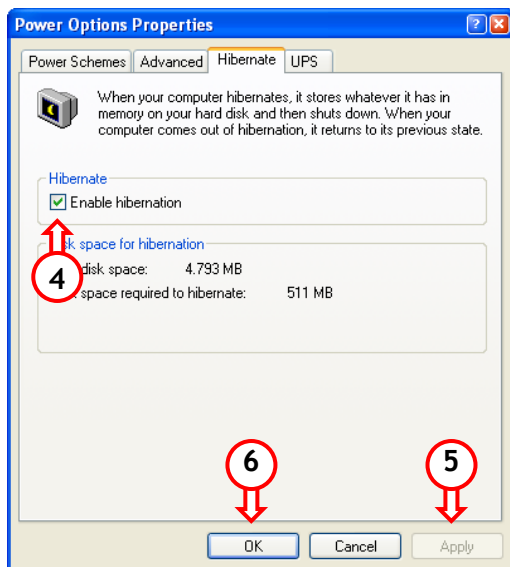 Power Options Properties
Power Schemes Advanced Hibernate UPS
When your computer hibernates, it stores whatever it has in
memory on your hard disk and then shuts down. When your
computer comes out of hibernation, it returns to its previous state.
Hibernate
Enable hibernation
space for hibernation
4
disk space: 4.793 MB
space required to hibernate: 511 MB
6
5
OK Cancel Apply